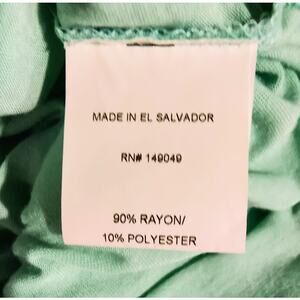 MADE IN EL SALVADOR
RN# 149049
90% RAYON/
10% POLYESTER